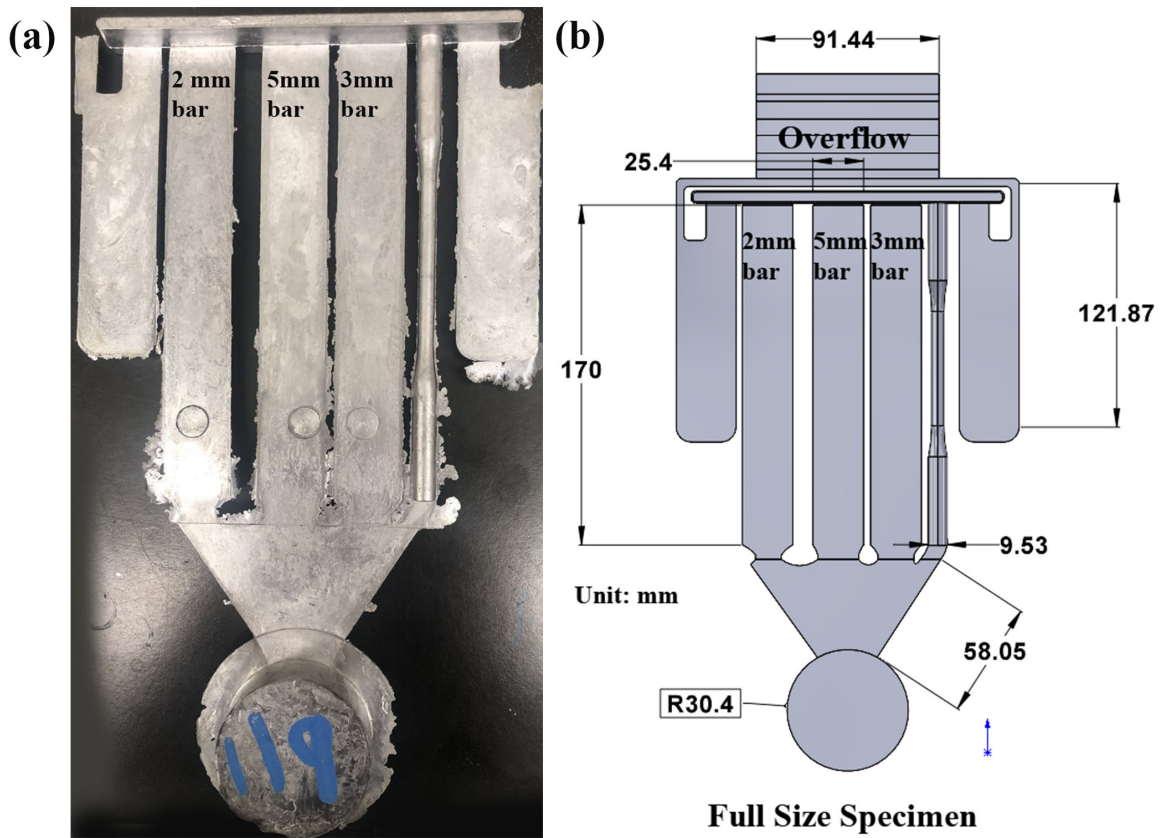 (a)
2 mm
bar
5mm
bar
3mm
bar
119
(b)
91.44
Overflow
25.4
2mm
bar
5mm
bar
3mm
bar
170
121.87
9.53
Unit: mm
58.05
R30.4
Full Size Specimen